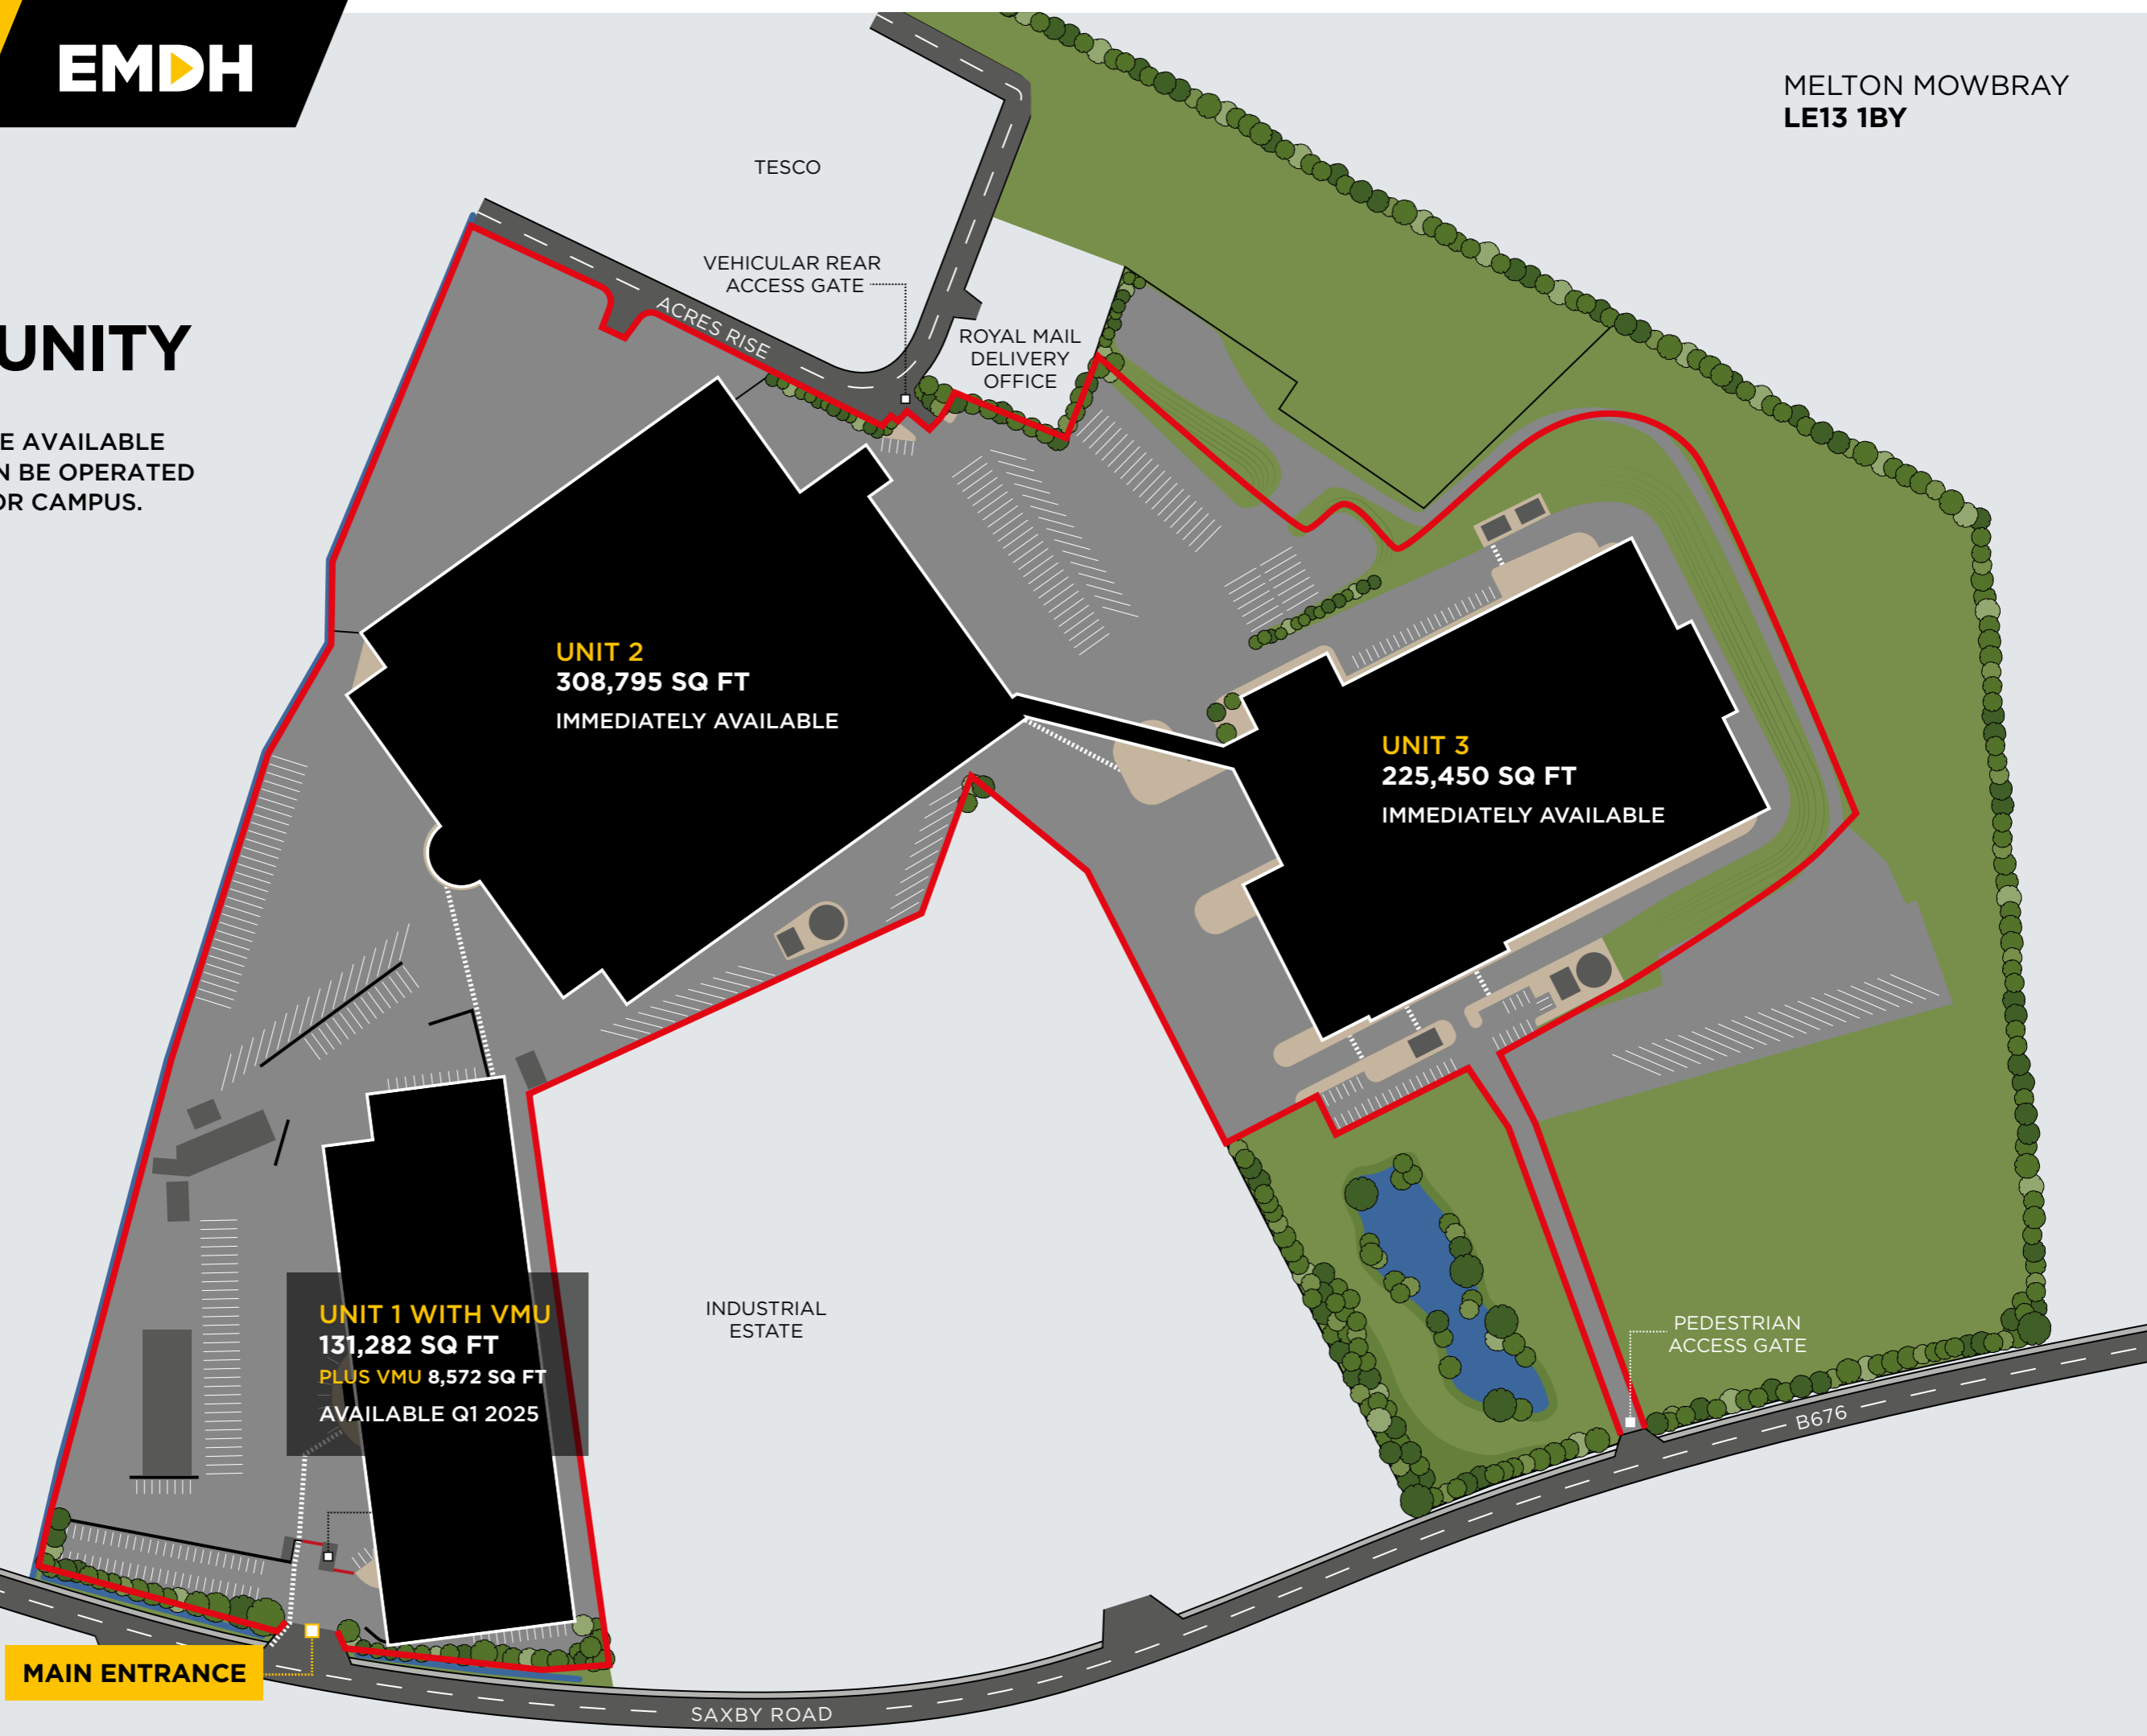 EMDH
MELTON MOWBRAY
LE13 1BY
TESCO
VEHICULAR REAR
ACCESS GATE
ACRES RISE
ROYAL MAIL
DELIVERY
OFFICE
UNITY
E AVAILABLE
N BE OPERATED
OR CAMPUS.
UNIT 2
308,795 SQ FT
IMMEDIATELY AVAILABLE
UNIT 3
225,450 SQ FT
IMMEDIATELY AVAILABLE
UNIT 1 WITH VMU
131,282 SQ FT
PLUS VMU 8,572 SQ FT
AVAILABLE Q1 2025
INDUSTRIAL
ESTATE
PEDESTRIAN
ACCESS GATE
B676
MAIN ENTRANCE
SAXBY ROAD